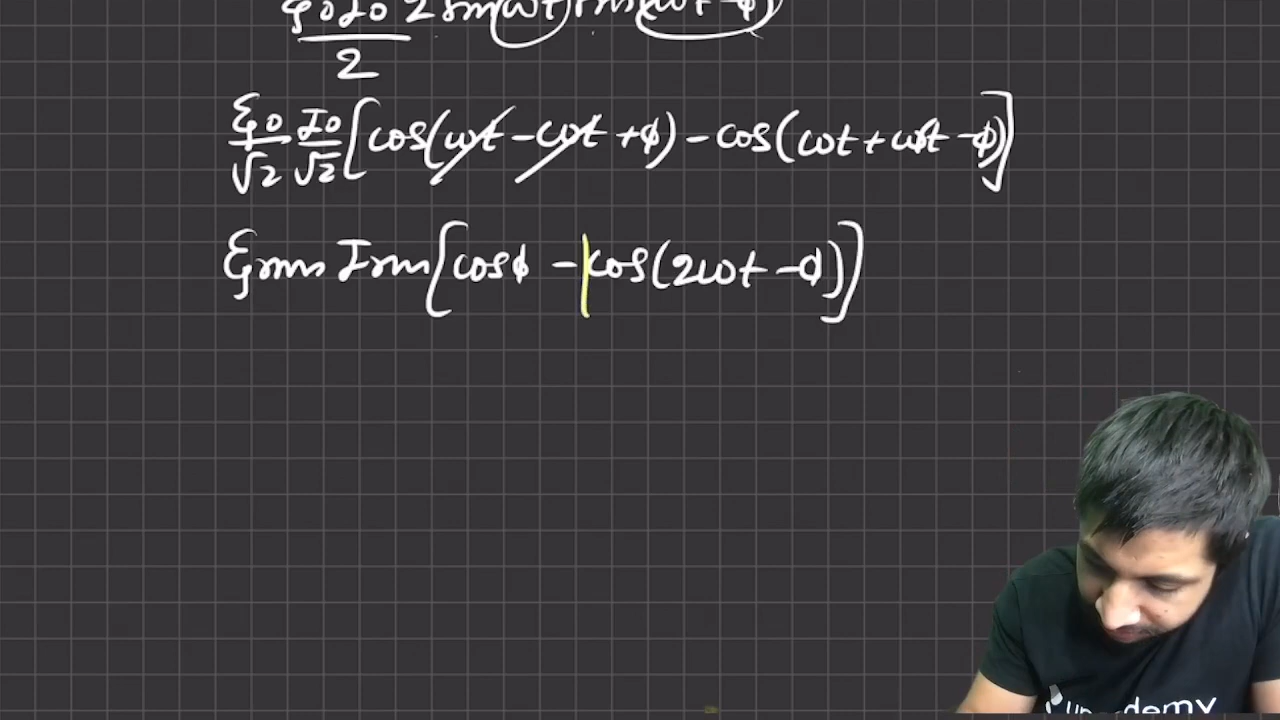 ξ0I0 2 sin(ωt) sin(ωt-φ)
2
ξ0/√2 I0/√2 [cos(ωt - ωt + φ) - cos(ωt + ωt - φ)]
ξrms Irms [cosφ - cos(2ωt - φ)]